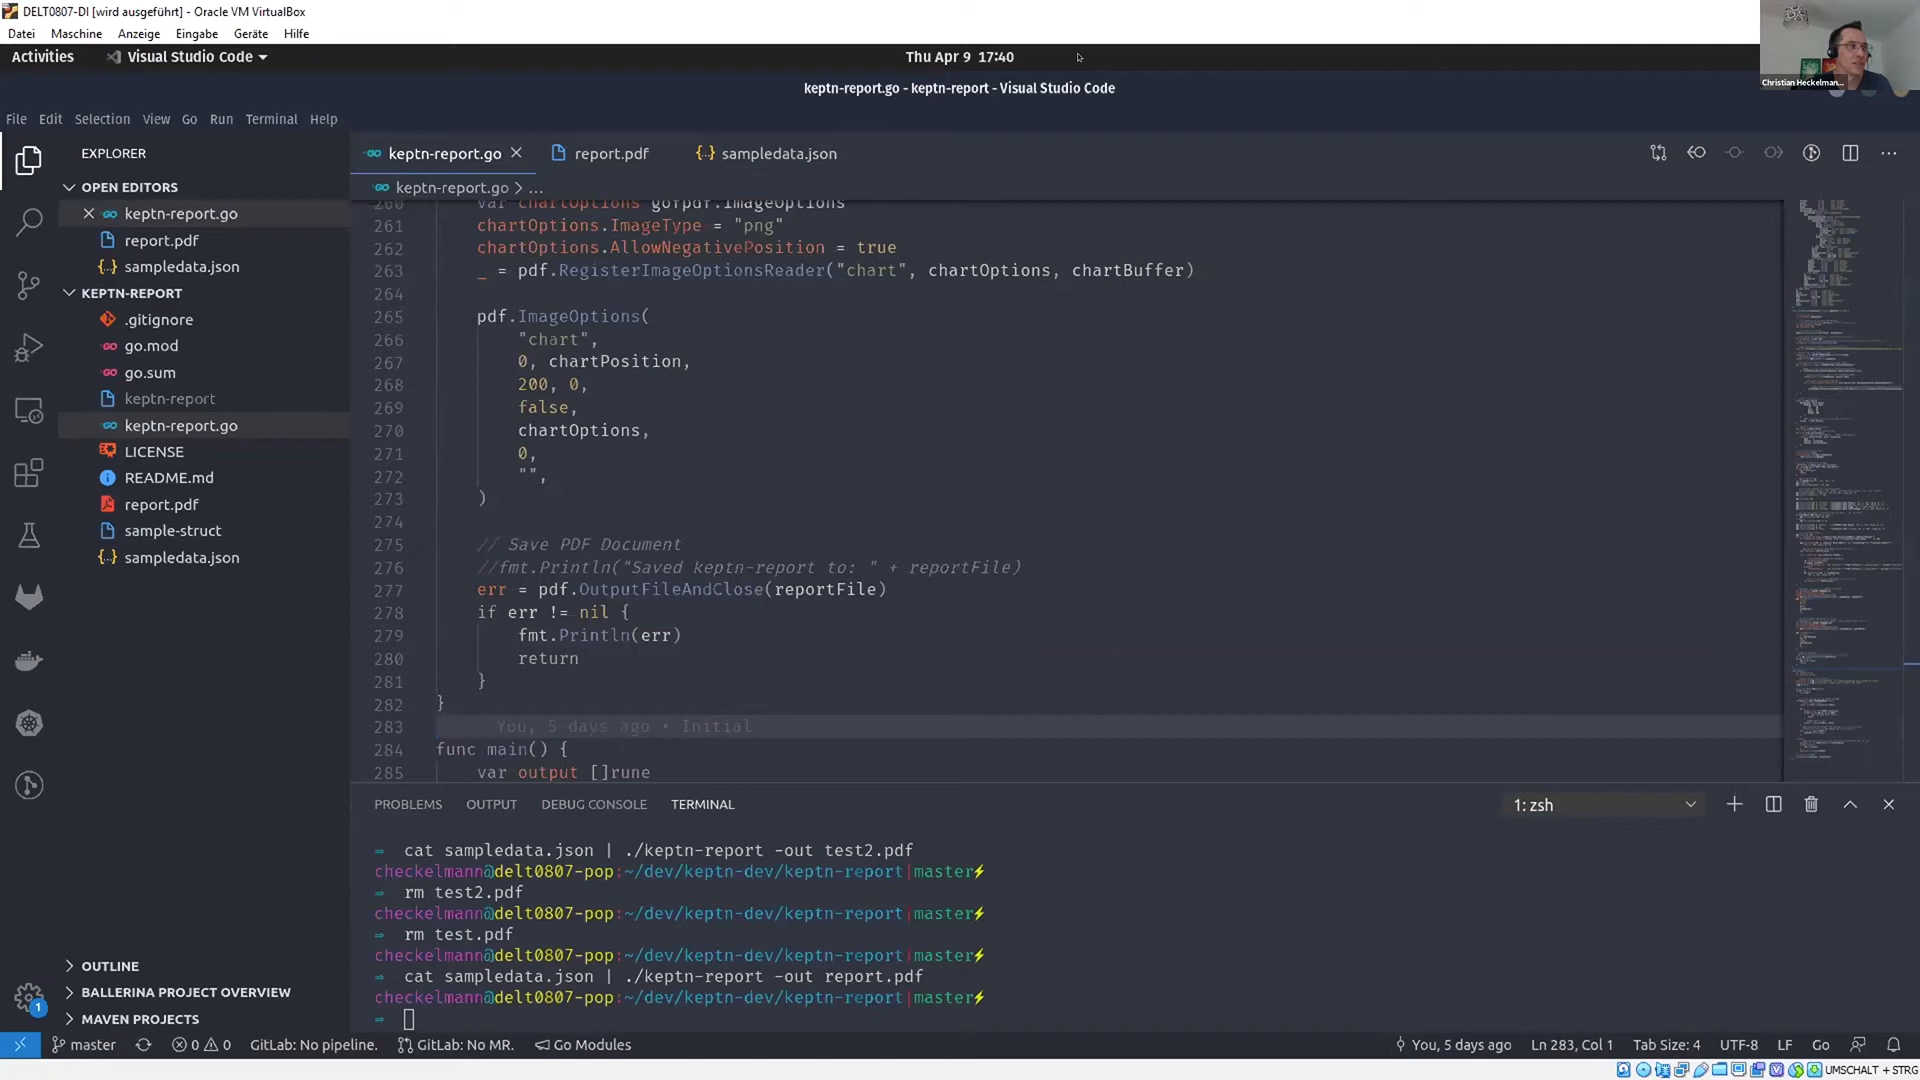 DELT0807-DI [wird ausgeführt] - Oracle VM VirtualBox
Datei Maschine Anzeige Eingabe Geräte Hilfe
Activities Visual Studio Code Thu Apr 9 17:40
Christian Heckelman...
keptn-report.go - keptn-report - Visual Studio Code
File Edit Selection View Go Run Terminal Help
EXPLORER
OPEN EDITORS
keptn-report.go
report.pdf
sampledata.json
KEPTN-REPORT
.gitignore
go.mod
go.sum
keptn-report
keptn-report.go
LICENSE
README.md
report.pdf
sample-struct
sampledata.json
OUTLINE
BALLERINA PROJECT OVERVIEW
MAVEN PROJECTS
keptn-report.go report.pdf sampledata.json
keptn-report.go > ...
260 var chartOptions gofpdf.ImageOptions
261 chartOptions.ImageType = "png"
262 chartOptions.AllowNegativePosition = true
263 _ = pdf.RegisterImageOptionsReader("chart", chartOptions, chartBuffer)
264
265 pdf.ImageOptions(
266 "chart",
267 0, chartPosition,
268 200, 0,
269 false,
270 chartOptions,
271 0,
272 "",
273 )
274
275 // Save PDF Document
276 //fmt.Println("Saved keptn-report to: " + reportFile)
277 err = pdf.OutputFileAndClose(reportFile)
278 if err != nil {
279 fmt.Println(err)
280 return
281 }
282 }
283 You, 5 days ago • Initial
284 func main() {
285 var output []rune
PROBLEMS OUTPUT DEBUG CONSOLE TERMINAL 1: zsh
⇒ cat sampledata.json | ./keptn-report -out test2.pdf
checkelmann@delt0807-pop:~/dev/keptn-dev/keptn-report|master⚡
⇒ rm test2.pdf
checkelmann@delt0807-pop:~/dev/keptn-dev/keptn-report|master⚡
⇒ rm test.pdf
checkelmann@delt0807-pop:~/dev/keptn-dev/keptn-report|master⚡
⇒ cat sampledata.json | ./keptn-report -out report.pdf
checkelmann@delt0807-pop:~/dev/keptn-dev/keptn-report|master⚡
⇒
1
master 0 0 GitLab: No pipeline. GitLab: No MR. Go Modules You, 5 days ago Ln 283, Col 1 Tab Size: 4 UTF-8 LF Go
UMSCHALT + STRG